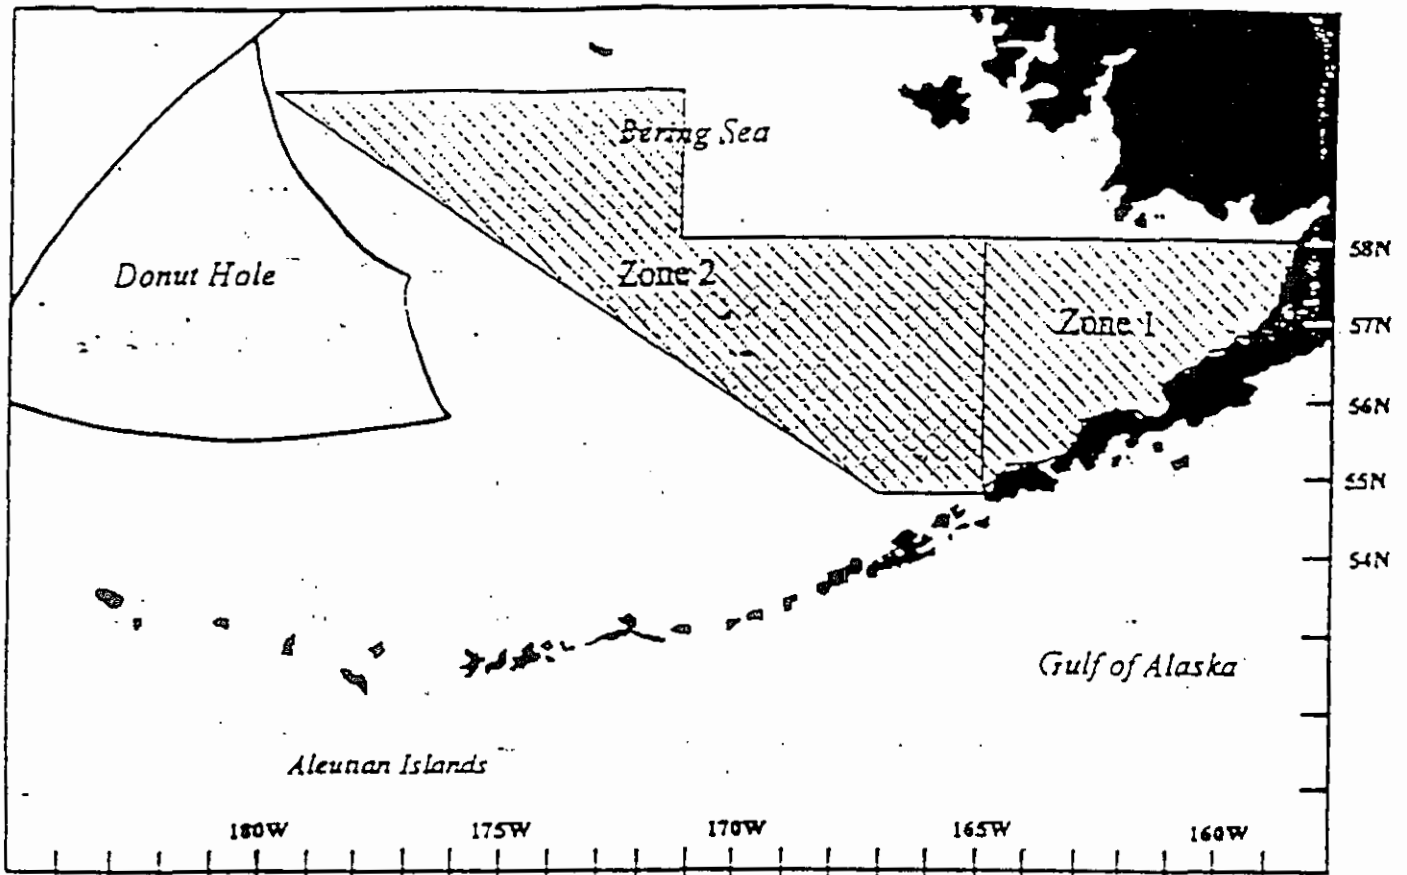 Bering Sea
58N
Donut Hole
Zone 2
Zone 1
57N
56N
55N
54N
Gulf of Alaska
Aleutian Islands
180W
175W
170W
165W
160W